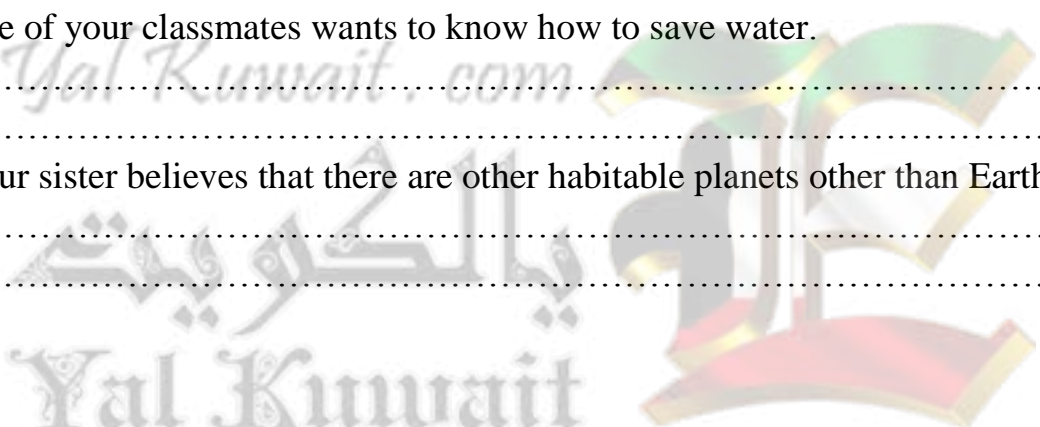 e of your classmates wants to know how to save water.
Yal Kuwait . com
................................................................................
................................................................................
ur sister believes that there are other habitable planets other than Earth
................................................................................
................................................................................
يالكويت
Yal Kuwait